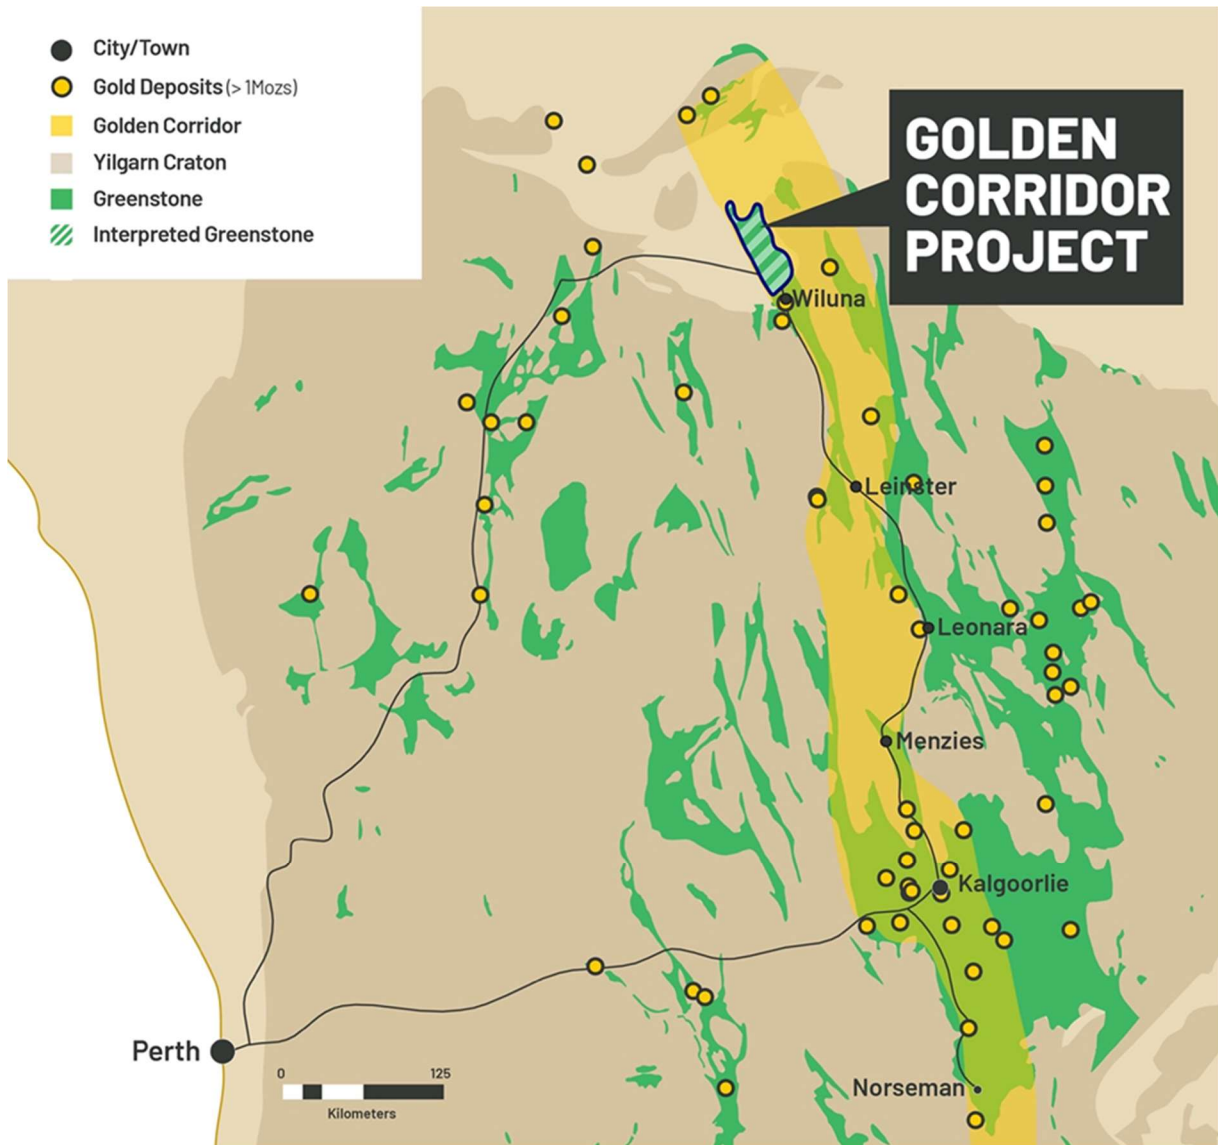 City/Town
Gold Deposits (> 1Mozs)
Golden Corridor
Yilgarn Craton
Greenstone
Interpreted Greenstone
GOLDEN
CORRIDOR
PROJECT
Wiluna
Leinster
Leonara
Menzies
Kalgoorlie
Perth
Norseman
0 125
Kilometers